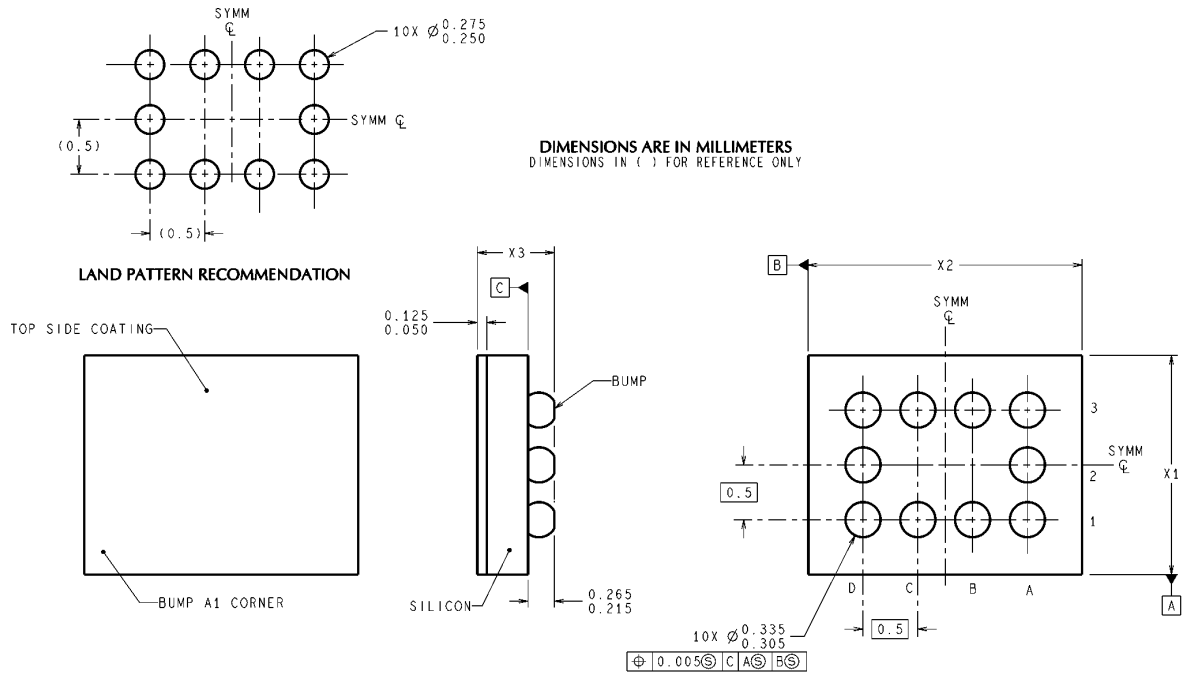 SYMM
℄
10X Ø 0.275
0.250
SYMM ℄
(0.5)
(0.5)
DIMENSIONS ARE IN MILLIMETERS
DIMENSIONS IN ( ) FOR REFERENCE ONLY
LAND PATTERN RECOMMENDATION
TOP SIDE COATING
BUMP A1 CORNER
X3
C
0.125
0.050
BUMP
SILICON
0.265
0.215
B
X2
SYMM
℄
3
SYMM
℄
2
X1
1
0.5
D C B A
A
0.5
10X Ø 0.335
0.305
⌖ 0.005Ⓢ C AⓈ BⓈ